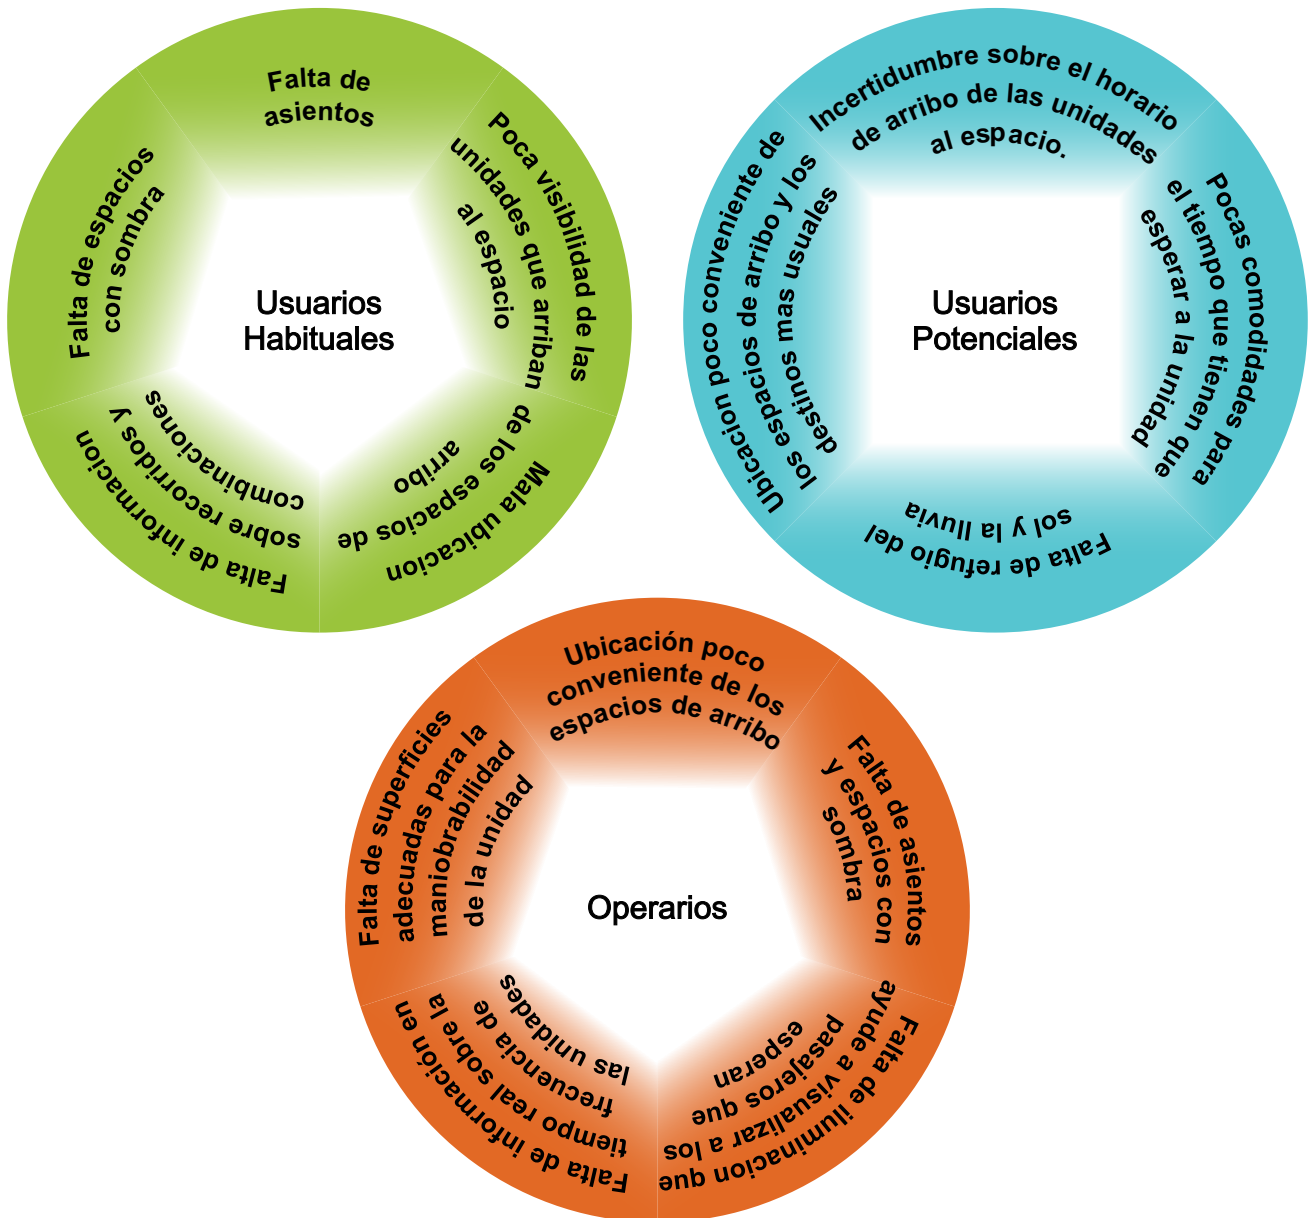 Usuarios
Habituales
Falta de
asientos
Poca visibilidad de las
unidades que arriban
al espacio
Mala ubicacion
de los espacios de
arribo
Falta de informacion
sobre recorridos y
combinaciones
Falta de espacios
con sombra
Usuarios
Potenciales
Incertidumbre sobre el horario
de arribo de las unidades
al espacio.
Pocas comodidades para
el tiempo que tienen que
esperar a la unidad
Falta de refugio del
sol y la lluvia
Ubicacion poco conveniente de
los espacios de arribo y los
destinos mas usuales
Operarios
Ubicación poco
conveniente de los
espacios de arribo
Falta de asientos
y espacios con
sombra
Falta de iluminacion que
ayude a visualizar a los
pasajeros que
esperan
Falta de información en
tiempo real sobre la
frecuencia de
las unidades
Falta de superficies
adecuadas para la
maniobrabilidad
de la unidad